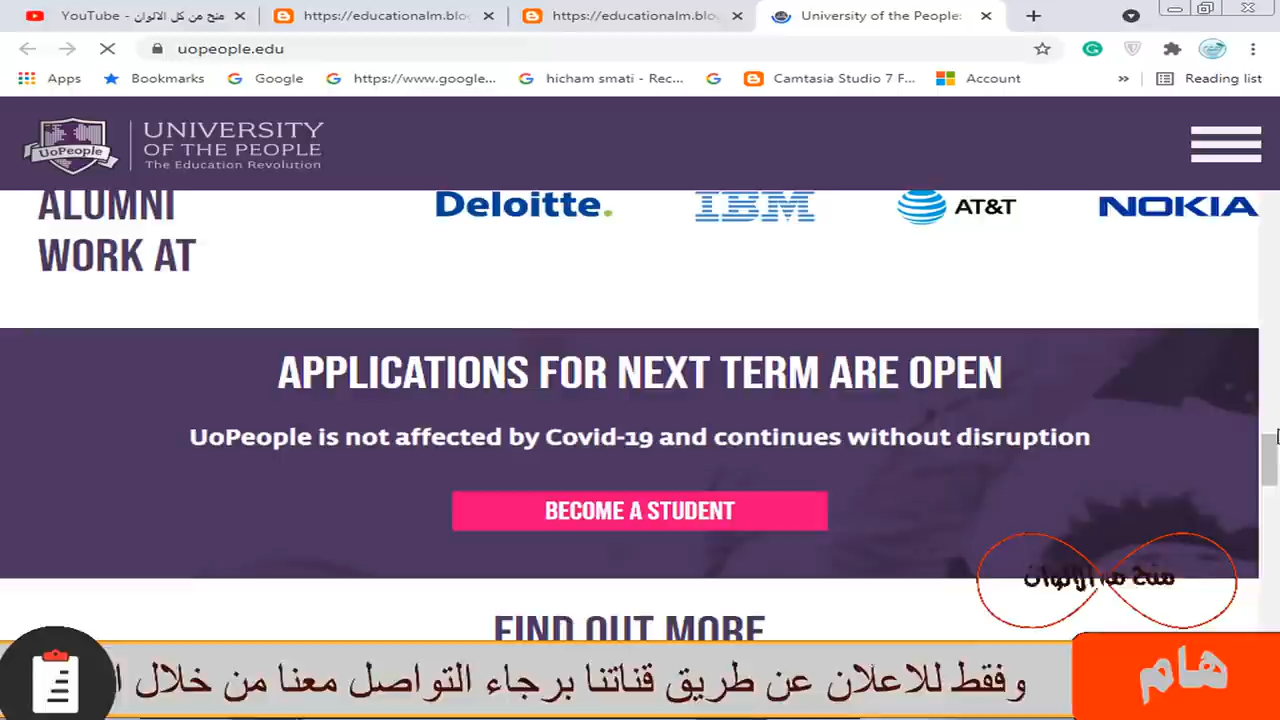 YouTube - منح من كل الالوان
https://educationalm.blo
https://educationalm.blo
University of the People:
uopeople.edu
Apps
Bookmarks
Google
https://www.google...
hicham smati - Rec...
Camtasia Studio 7 F...
Account
»
Reading list
UoPeople
UNIVERSITY
OF THE PEOPLE
The Education Revolution
ALUMNI
WORK AT
Deloitte.
IBM
AT&T
NOKIA
APPLICATIONS FOR NEXT TERM ARE OPEN
UoPeople is not affected by Covid-19 and continues without disruption
BECOME A STUDENT
FIND OUT MORE
هام
وفقط للاعلان عن طريق قناتنا برجاء التواصل معنا من خلال ا